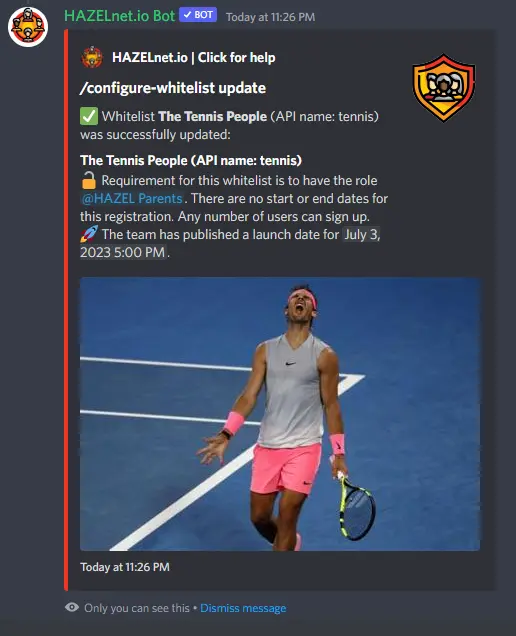 HAZELnet.io Bot ✓ BOT Today at 11:26 PM
HAZELnet.io | Click for help
/configure-whitelist update
✅ Whitelist The Tennis People (API name: tennis)
was successfully updated:
The Tennis People (API name: tennis)
🔓 Requirement for this whitelist is to have the role
@HAZEL Parents. There are no start or end dates for
this registration. Any number of users can sign up.
🚀 The team has published a launch date for July 3,
2023 5:00 PM.
Today at 11:26 PM
Only you can see this • Dismiss message